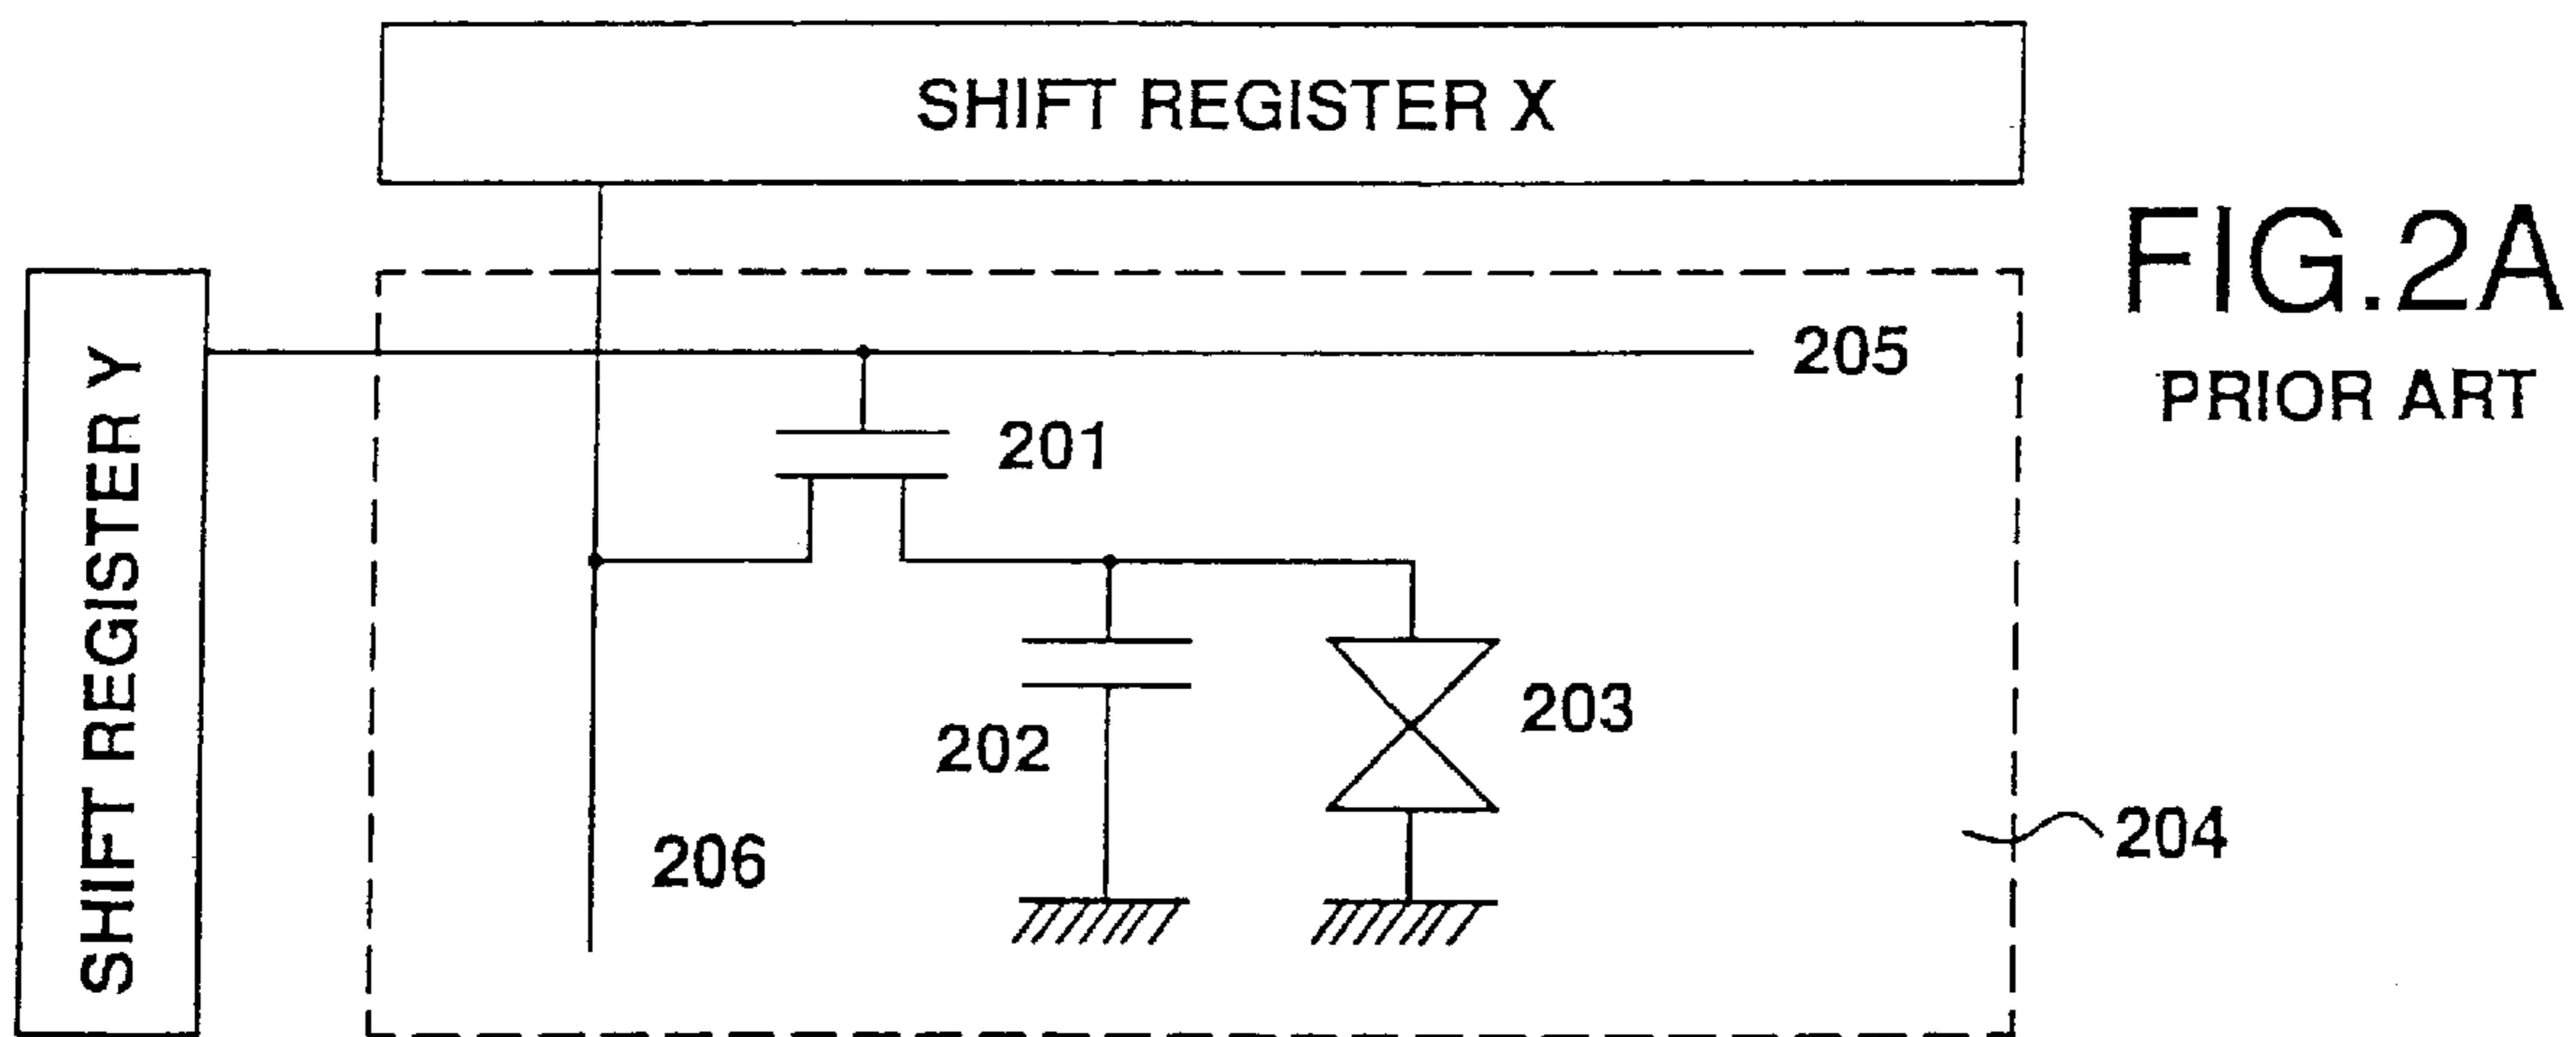 SHIFT REGISTER X
FIG.2A
PRIOR ART
SHIFT REGISTER Y
205
201
202
203
204
206